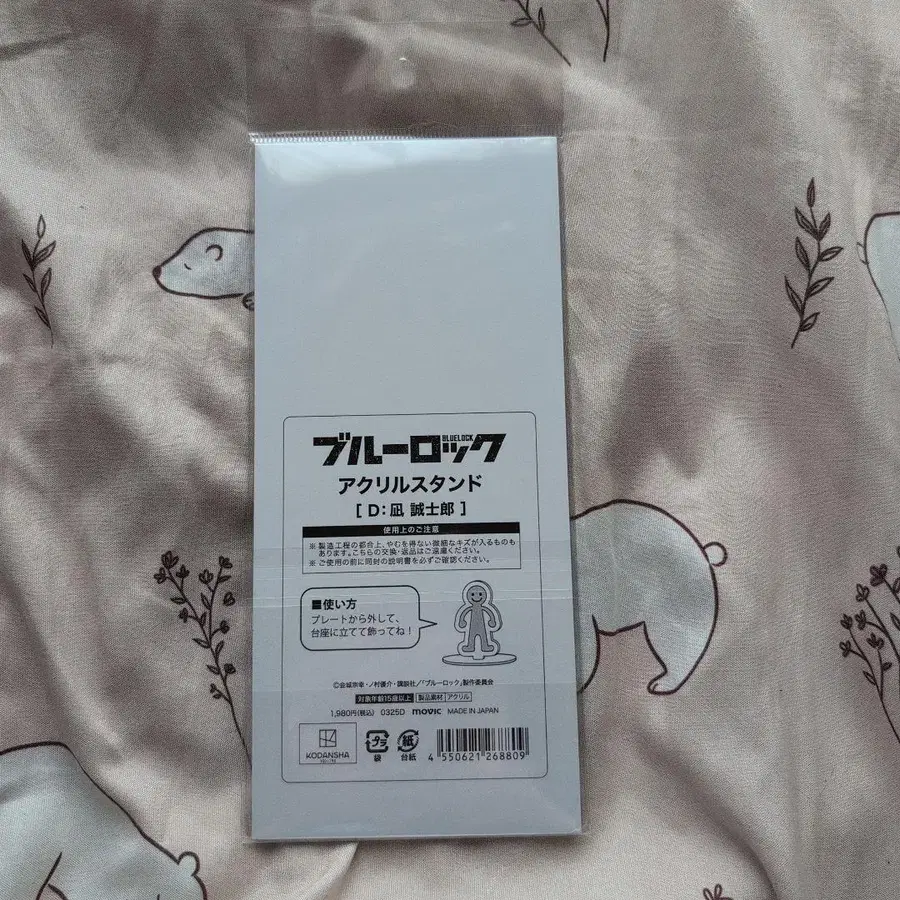 ブルーロック
BLUELOCK
アクリルスタンド
[ D：凪 誠士郎 ]
使用上のご注意
※ 製造工程の都合上、やむを得ない微細なキズが入るものも
あります。こちらの交換・返品はご遠慮ください。
※ ご使用の前に同封の説明書を必ずご確認ください。
■使い方
プレートから外して、
台座に立てて飾ってね！
©金城宗幸・ノ村優介・講談社／「ブルーロック」製作委員会
対象年齢15歳以上 製品素材 アクリル
1,980円(税込) 0325D movic MADE IN JAPAN
KODANSHA
プラ 袋
紙 台紙
4 550621 268809